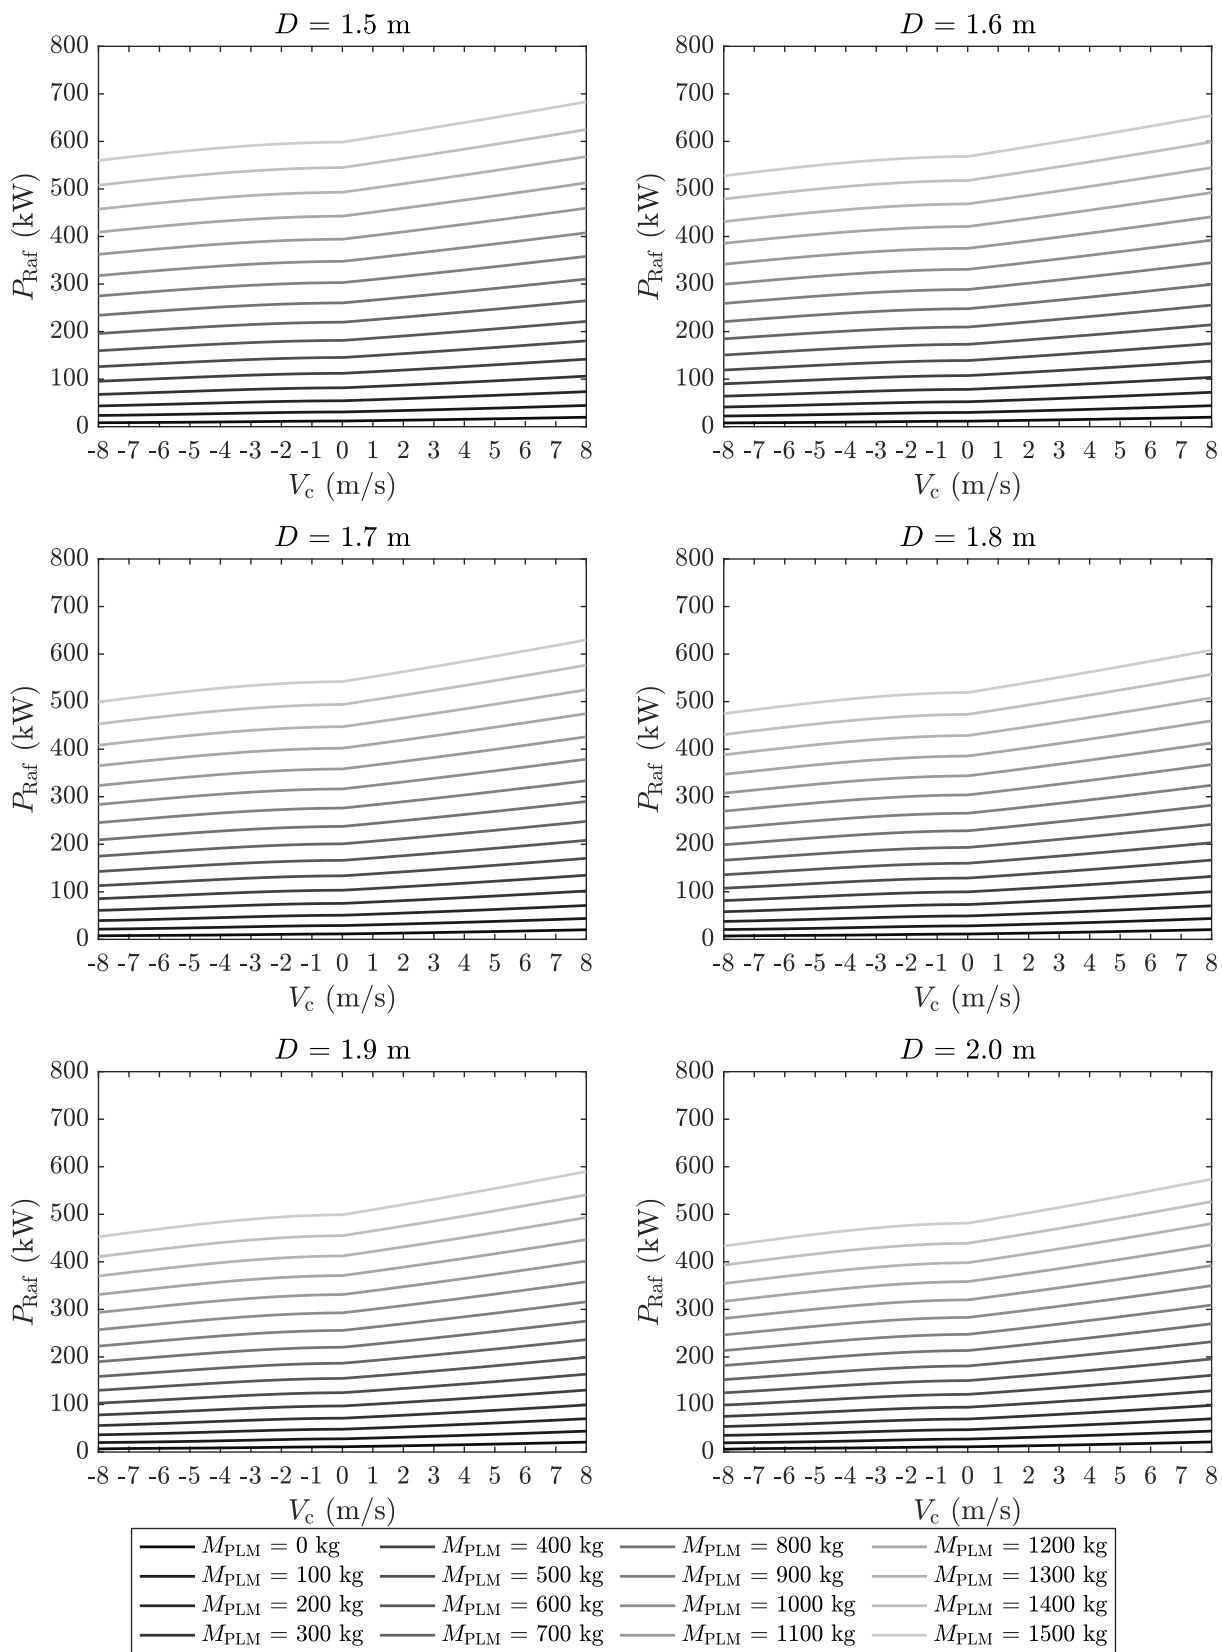 D = 1.5 m
800
700
600
500
400
300
200
100
0
P_Raf (kW)
-8 -7 -6 -5 -4 -3 -2 -1 0 1 2 3 4 5 6 7 8
V_c (m/s)
D = 1.6 m
800
700
600
500
400
300
200
100
0
P_Raf (kW)
-8 -7 -6 -5 -4 -3 -2 -1 0 1 2 3 4 5 6 7 8
V_c (m/s)
D = 1.7 m
800
700
600
500
400
300
200
100
0
P_Raf (kW)
-8 -7 -6 -5 -4 -3 -2 -1 0 1 2 3 4 5 6 7 8
V_c (m/s)
D = 1.8 m
800
700
600
500
400
300
200
100
0
P_Raf (kW)
-8 -7 -6 -5 -4 -3 -2 -1 0 1 2 3 4 5 6 7 8
V_c (m/s)
D = 1.9 m
800
700
600
500
400
300
200
100
0
P_Raf (kW)
-8 -7 -6 -5 -4 -3 -2 -1 0 1 2 3 4 5 6 7 8
V_c (m/s)
D = 2.0 m
800
700
600
500
400
300
200
100
0
P_Raf (kW)
-8 -7 -6 -5 -4 -3 -2 -1 0 1 2 3 4 5 6 7 8
V_c (m/s)
M_PLM = 0 kg M_PLM = 400 kg M_PLM = 800 kg M_PLM = 1200 kg
M_PLM = 100 kg M_PLM = 500 kg M_PLM = 900 kg M_PLM = 1300 kg
M_PLM = 200 kg M_PLM = 600 kg M_PLM = 1000 kg M_PLM = 1400 kg
M_PLM = 300 kg M_PLM = 700 kg M_PLM = 1100 kg M_PLM = 1500 kg